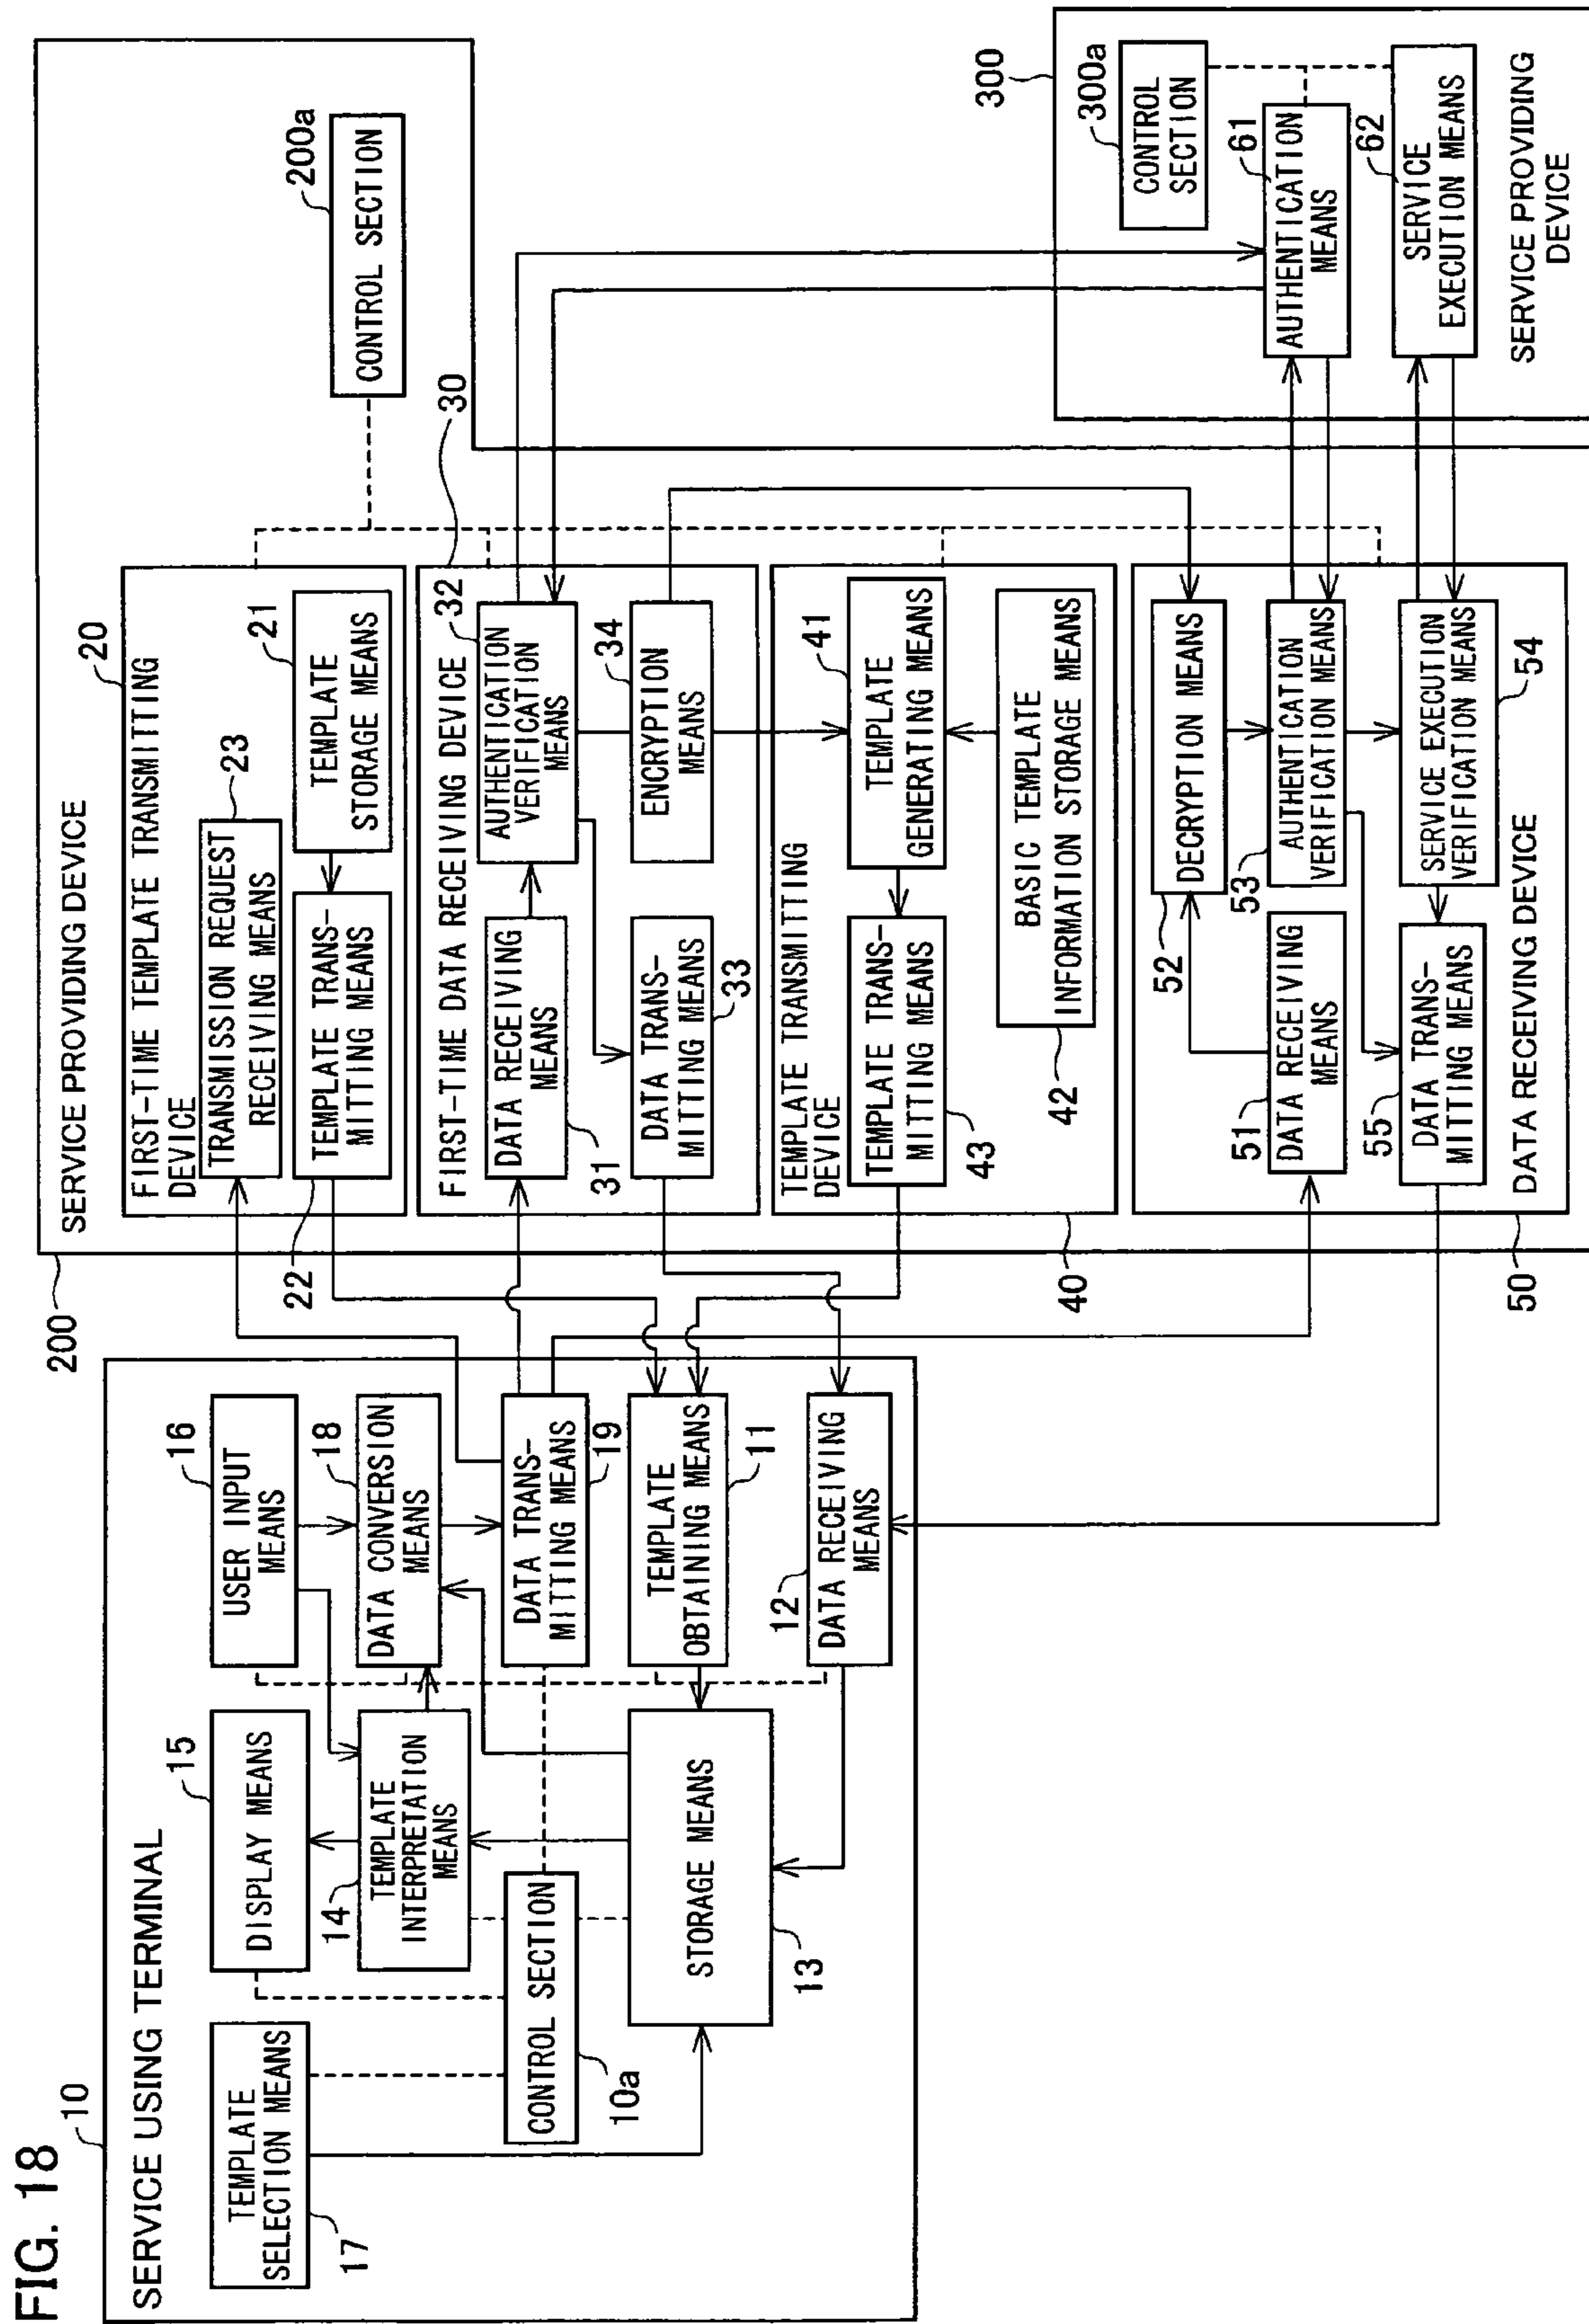 FIG. 18
10
SERVICE USING TERMINAL
TEMPLATE
SELECTION MEANS
17
15
DISPLAY MEANS
16
USER INPUT
MEANS
14
TEMPLATE
INTERPRETATION
MEANS
18
DATA CONVERSION
MEANS
CONTROL SECTION
10a
DATA TRANS-
MITTING MEANS
19
STORAGE MEANS
13
TEMPLATE
OBTAINING MEANS
11
12
DATA RECEIVING
MEANS
200
SERVICE PROVIDING DEVICE
200a
CONTROL SECTION
20
FIRST-TIME TEMPLATE TRANSMITTING
DEVICE
23
TRANSMISSION REQUEST
RECEIVING MEANS
21
TEMPLATE
STORAGE MEANS
22
TEMPLATE TRANS-
MITTING MEANS
30
FIRST-TIME DATA RECEIVING DEVICE
32
AUTHENTICATION
VERIFICATION
MEANS
DATA RECEIVING
MEANS
31
34
ENCRYPTION
MEANS
DATA TRANS-
MITTING MEANS
33
TEMPLATE TRANSMITTING
DEVICE
41
TEMPLATE
GENERATING MEANS
TEMPLATE TRANS-
MITTING MEANS
43
BASIC TEMPLATE
INFORMATION STORAGE MEANS
42
40
52
DECRYPTION MEANS
53
AUTHENTICATION
VERIFICATION MEANS
51
DATA RECEIVING
MEANS
SERVICE EXECUTION
VERIFICATION MEANS
54
55
DATA TRANS-
MITTING MEANS
DATA RECEIVING DEVICE
50
300
300a
CONTROL
SECTION
61
AUTHENTICATION
MEANS
62
SERVICE
EXECUTION MEANS
SERVICE PROVIDING
DEVICE